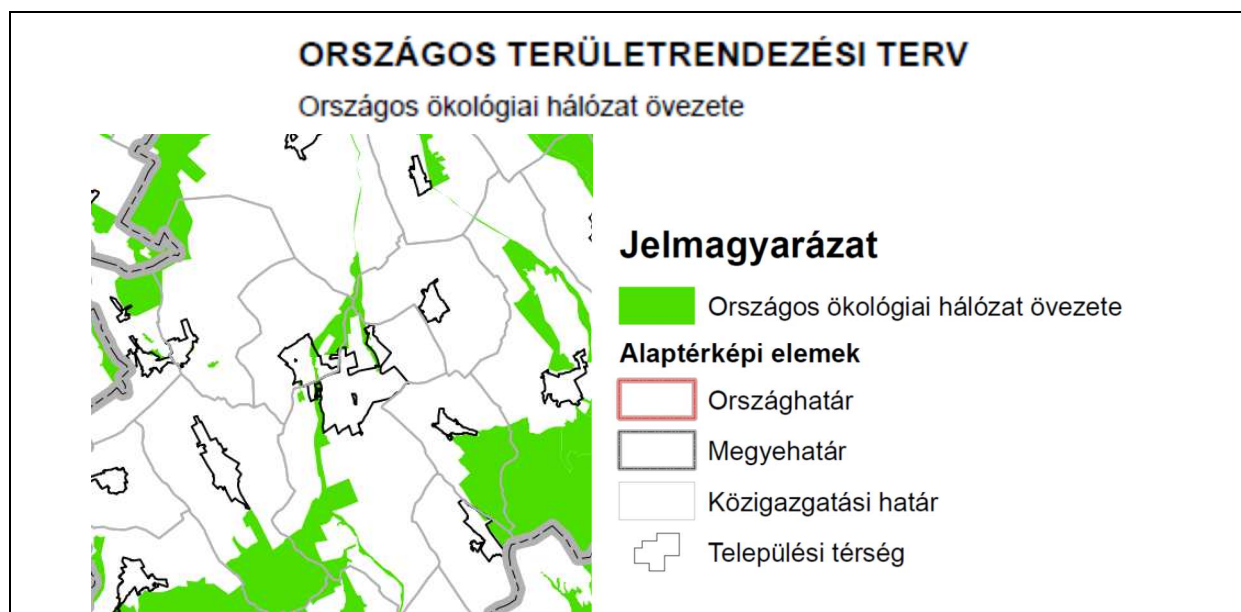 ORSZÁGOS TERÜLETRENDEZÉSI TERV
Országos ökológiai hálózat övezete
Jelmagyarázat
Országos ökológiai hálózat övezete
Alaptérképi elemek
Országhatár
Megyehatár
Közigazgatási határ
Települési térség